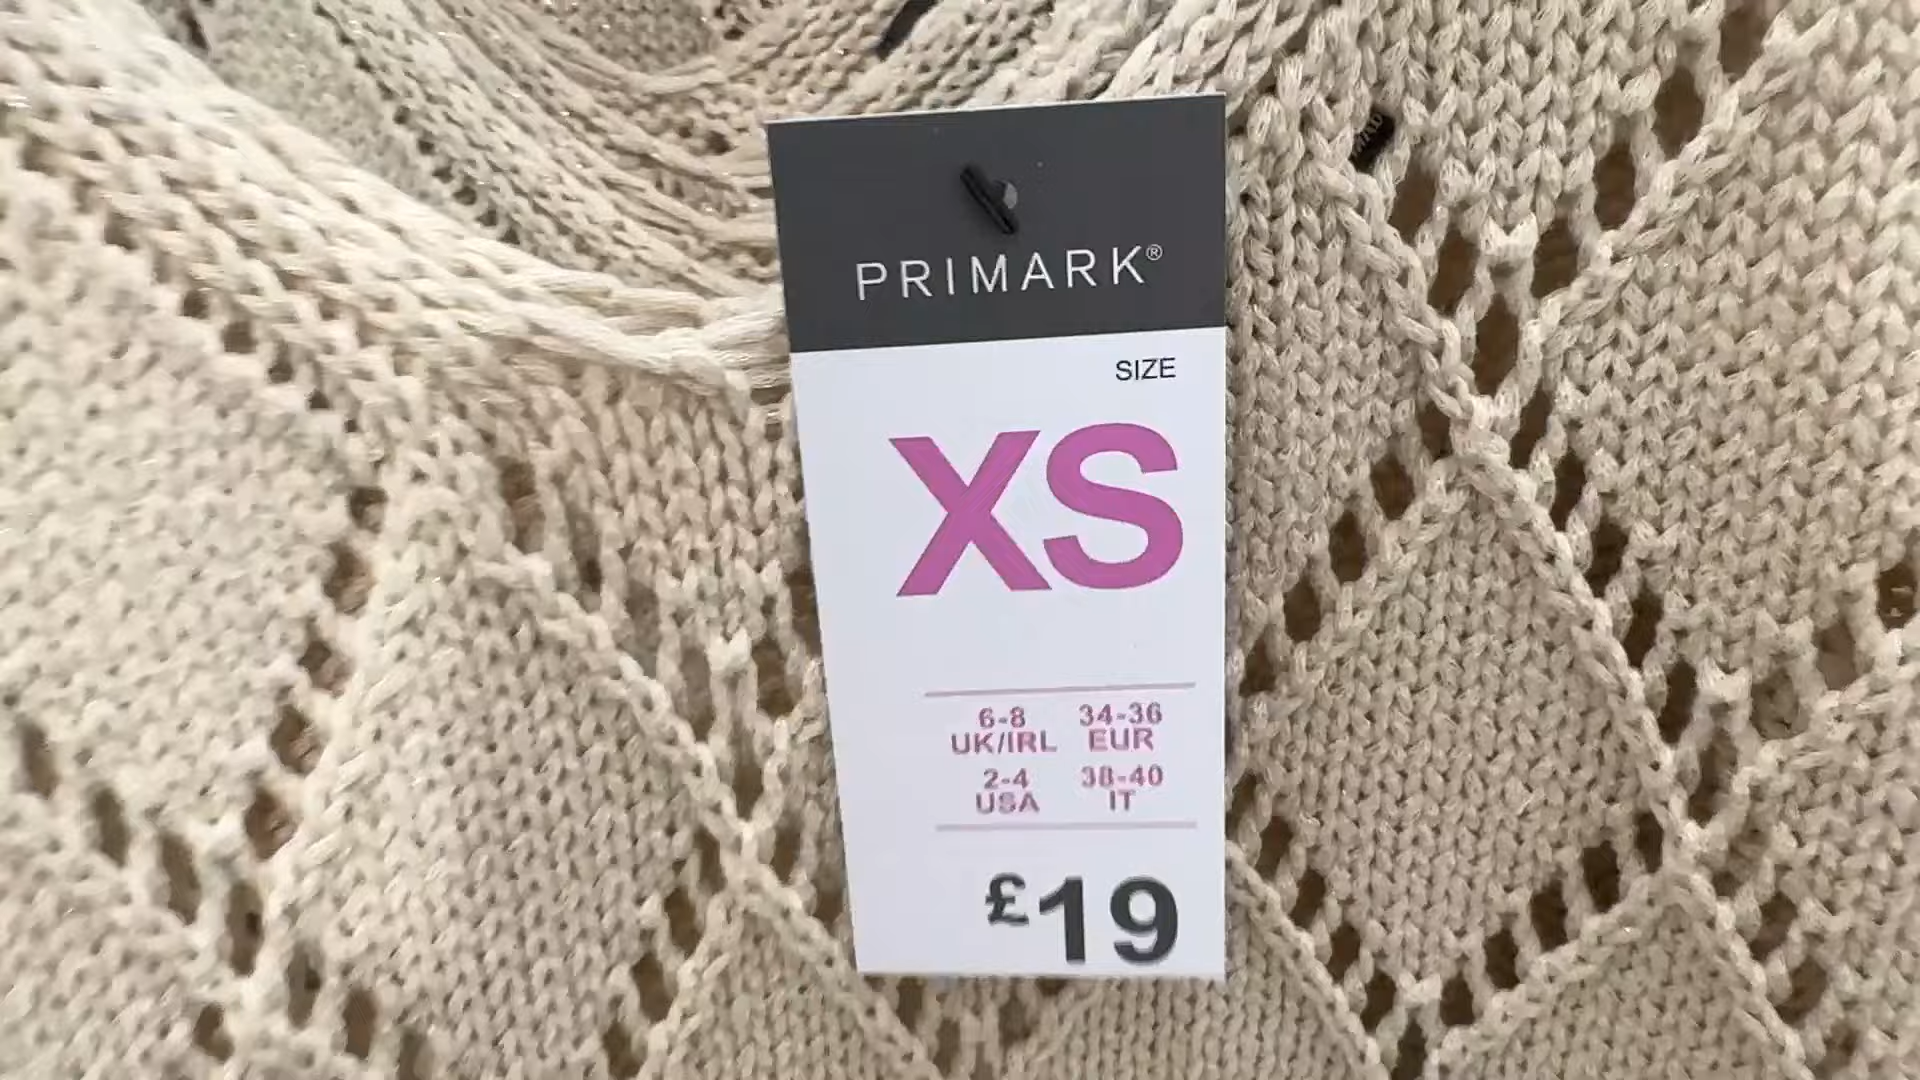 PRIMARK®
SIZE
XS
6-8 34-36
UK/IRL EUR
2-4 38-40
USA IT
£19